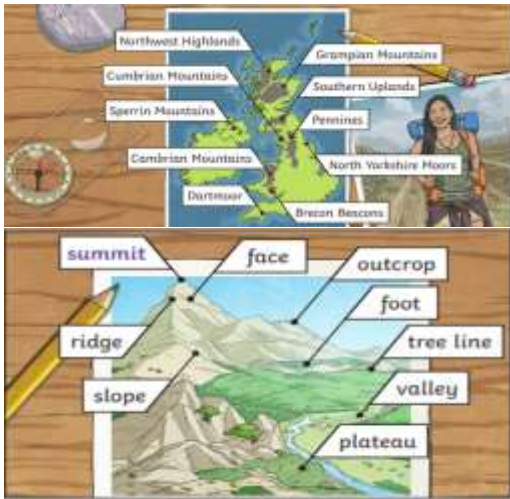 Northwest Highlands
Grampian Mountains
Cumbrian Mountains
Southern Uplands
Sperrin Mountains
Pennines
Cambrian Mountains
North Yorkshire Moors
Dartmoor
Brecon Beacons
summit
face
outcrop
foot
ridge
tree line
slope
valley
plateau